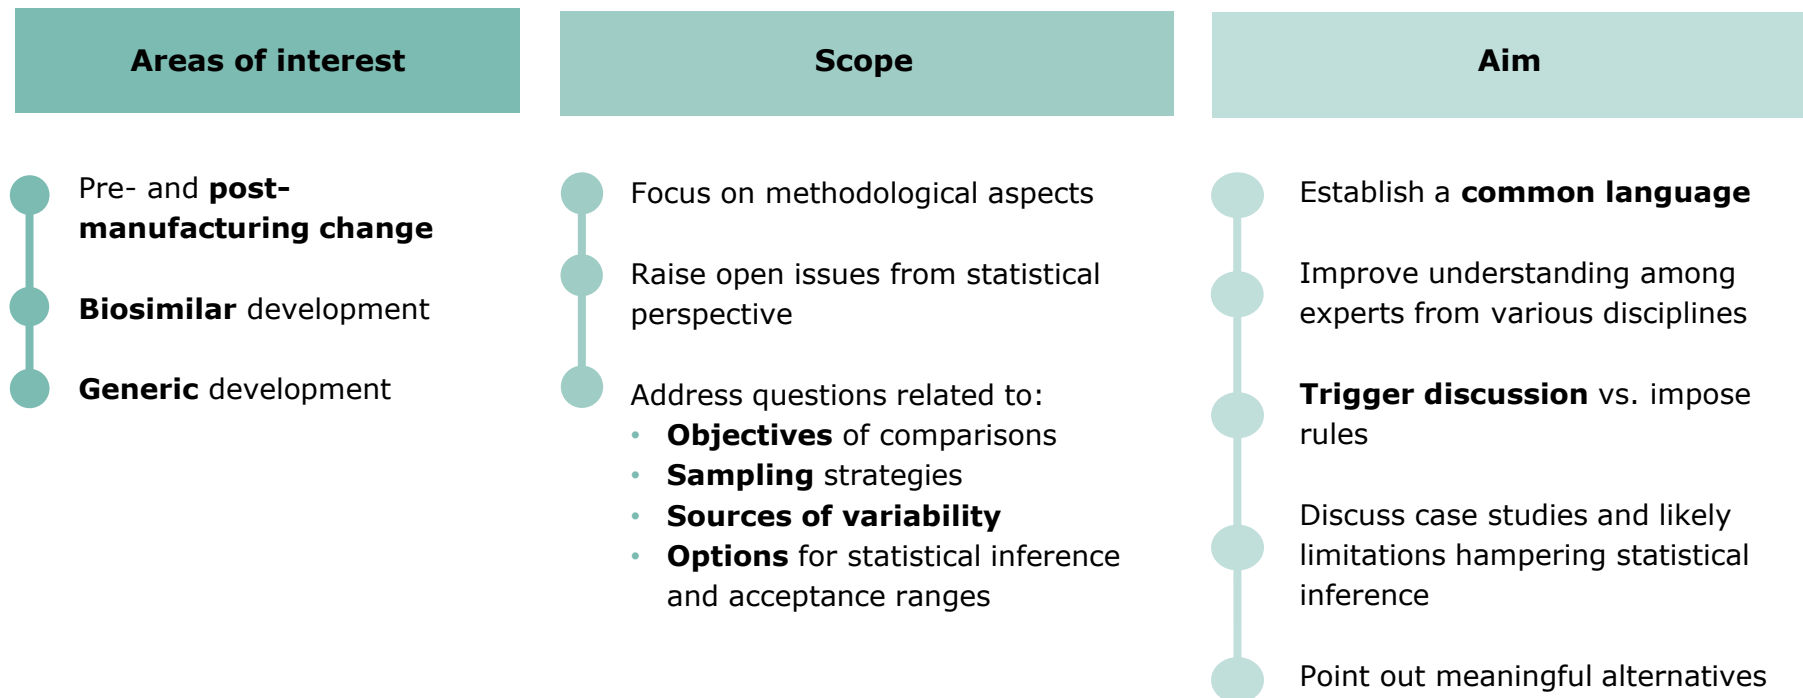 Areas of interest
Pre- and post-
manufacturing change
Biosimilar development
Generic development
Scope
Focus on methodological aspects
Raise open issues from statistical
perspective
Address questions related to:
• Objectives of comparisons
• Sampling strategies
• Sources of variability
• Options for statistical inference
and acceptance ranges
Aim
Establish a common language
Improve understanding among
experts from various disciplines
Trigger discussion vs. impose
rules
Discuss case studies and likely
limitations hampering statistical
inference
Point out meaningful alternatives